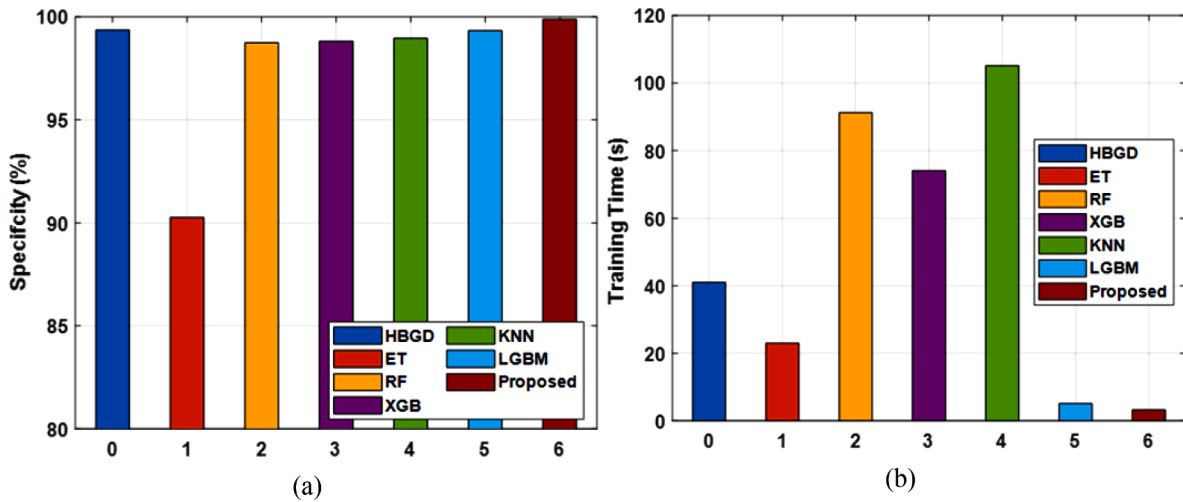 100
95
90
85
80
Specifcity (%)
HBGD
ET
RF
XGB
KNN
LGBM
Proposed
0 1 2 3 4 5 6
(a)
120
100
80
60
40
20
0
Training Time (s)
HBGD
ET
RF
XGB
KNN
LGBM
Proposed
0 1 2 3 4 5 6
(b)